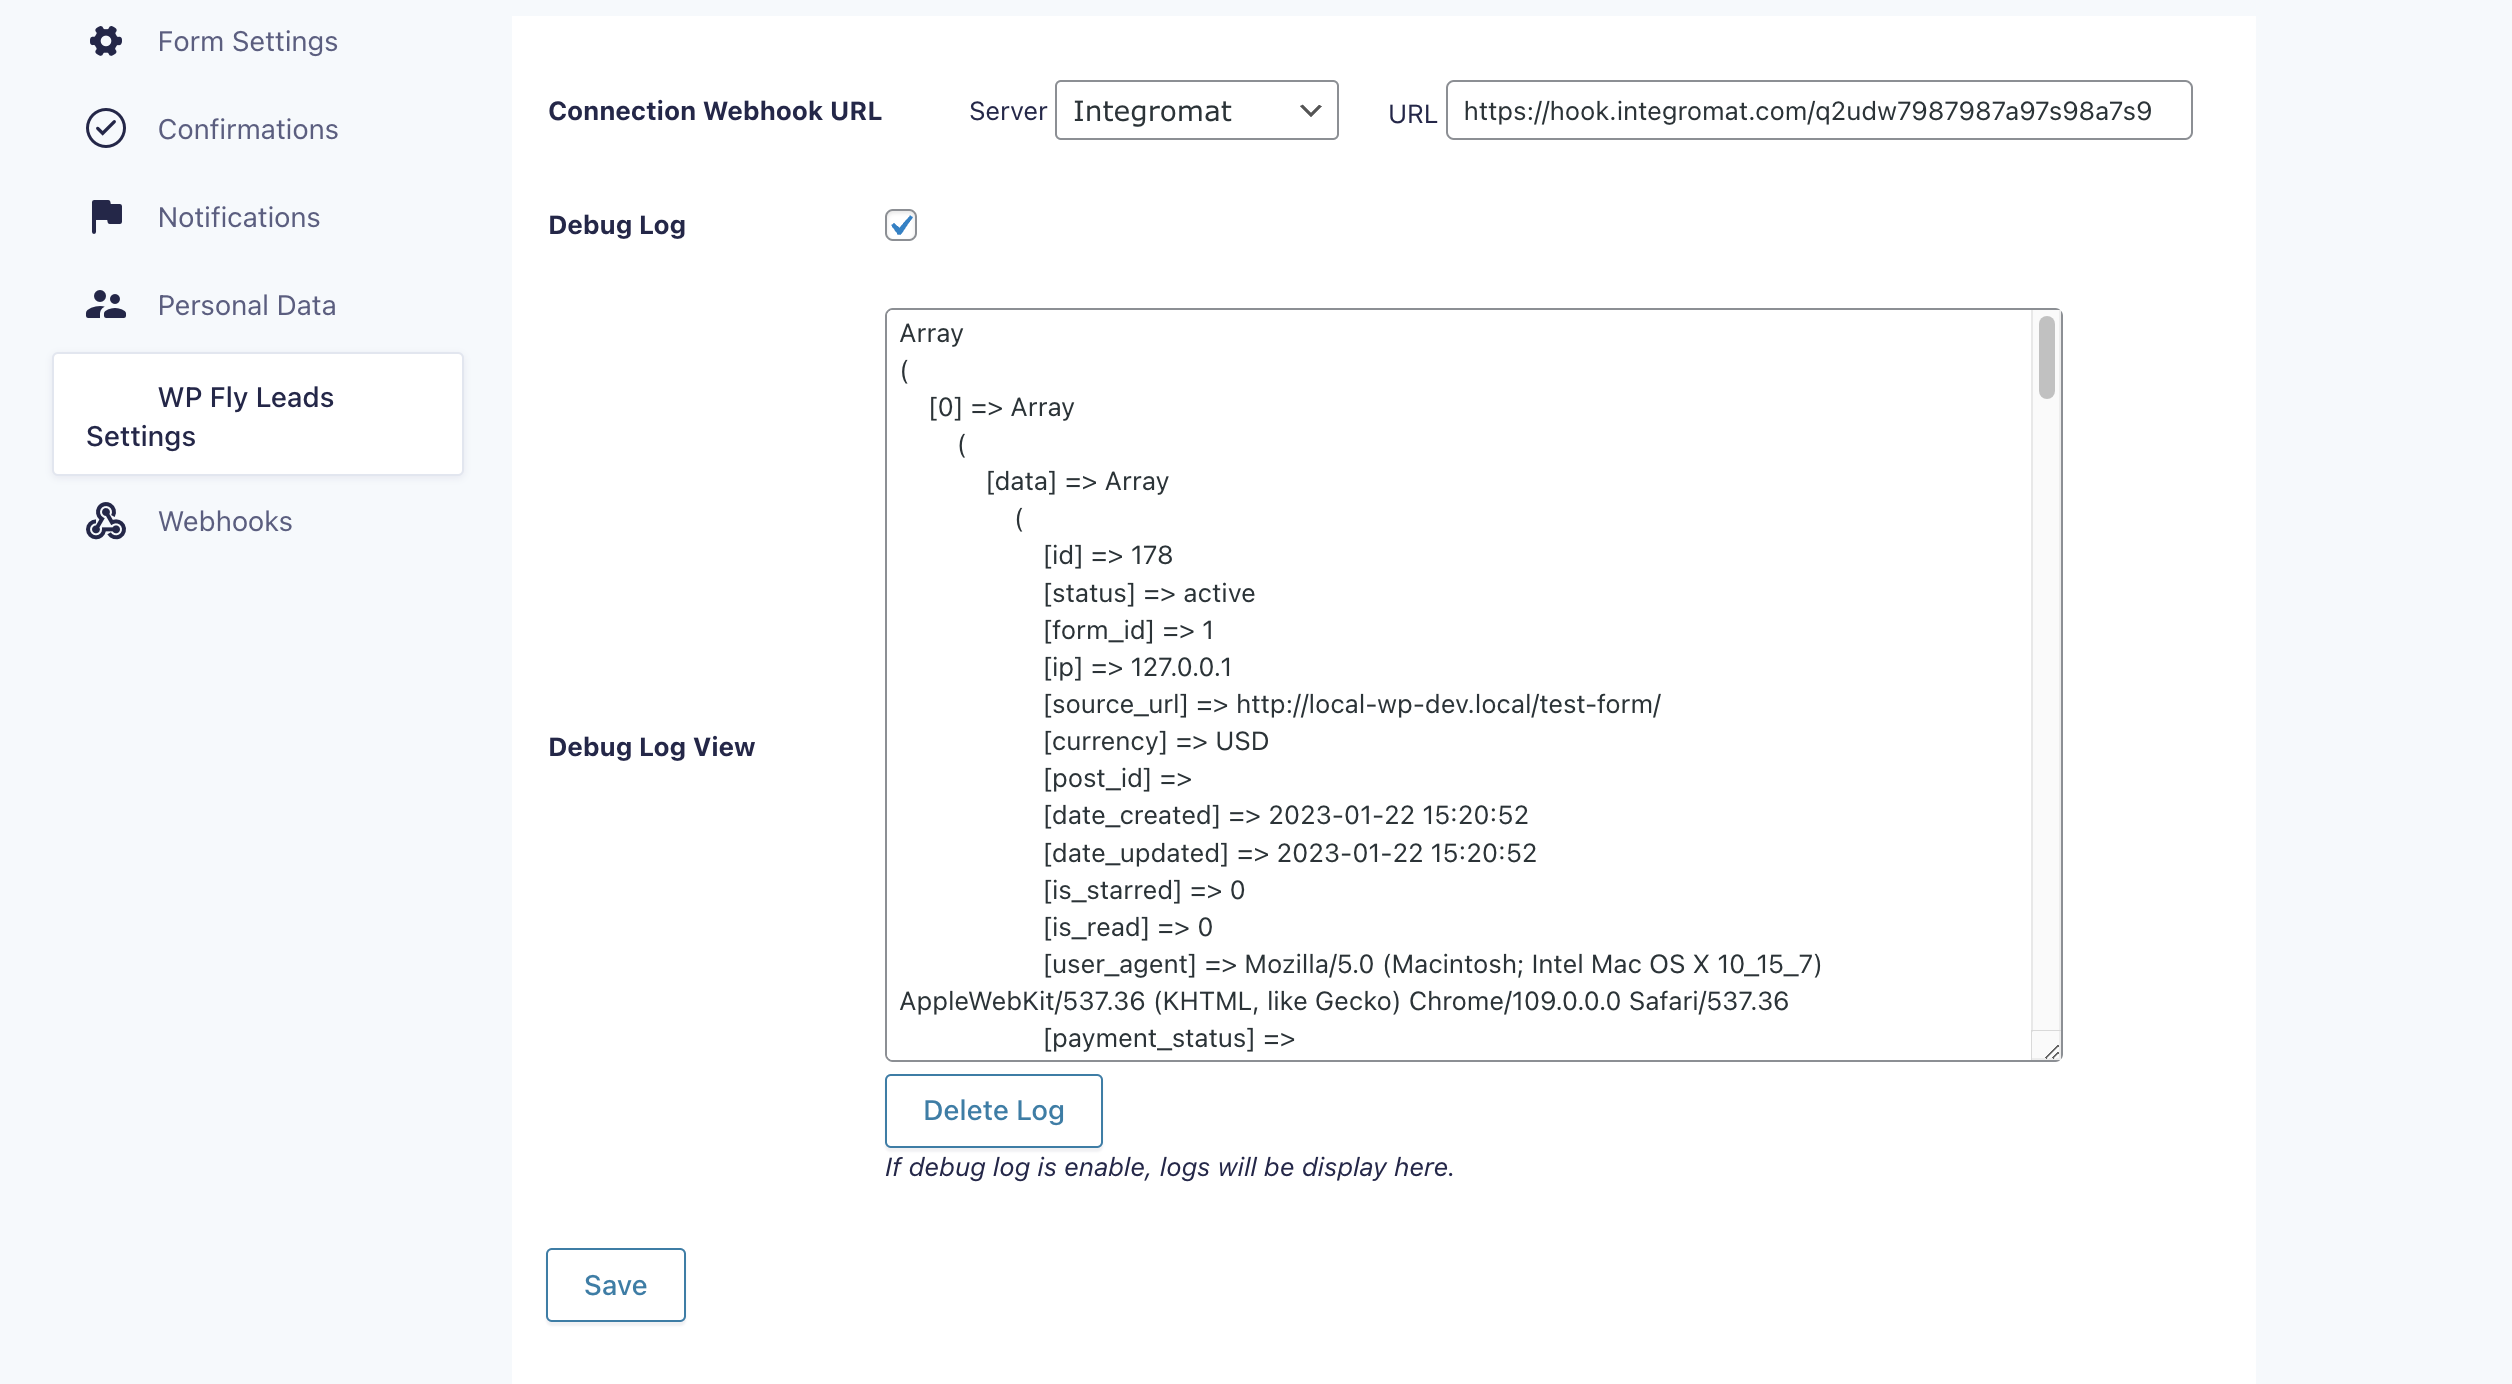 Form Settings
Confirmations
Notifications
Personal Data
WP Fly Leads
Settings
Webhooks
Connection Webhook URL
Server Integromat
URL https://hook.integromat.com/q2udw7987987a97s98a7s9
Debug Log
Debug Log View
Array
(
[0] => Array
(
[data] => Array
(
[id] => 178
[status] => active
[form_id] => 1
[ip] => 127.0.0.1
[source_url] => http://local-wp-dev.local/test-form/
[currency] => USD
[post_id] =>
[date_created] => 2023-01-22 15:20:52
[date_updated] => 2023-01-22 15:20:52
[is_starred] => 0
[is_read] => 0
[user_agent] => Mozilla/5.0 (Macintosh; Intel Mac OS X 10_15_7)
AppleWebKit/537.36 (KHTML, like Gecko) Chrome/109.0.0.0 Safari/537.36
[payment_status] =>
Delete Log
If debug log is enable, logs will be display here.
Save